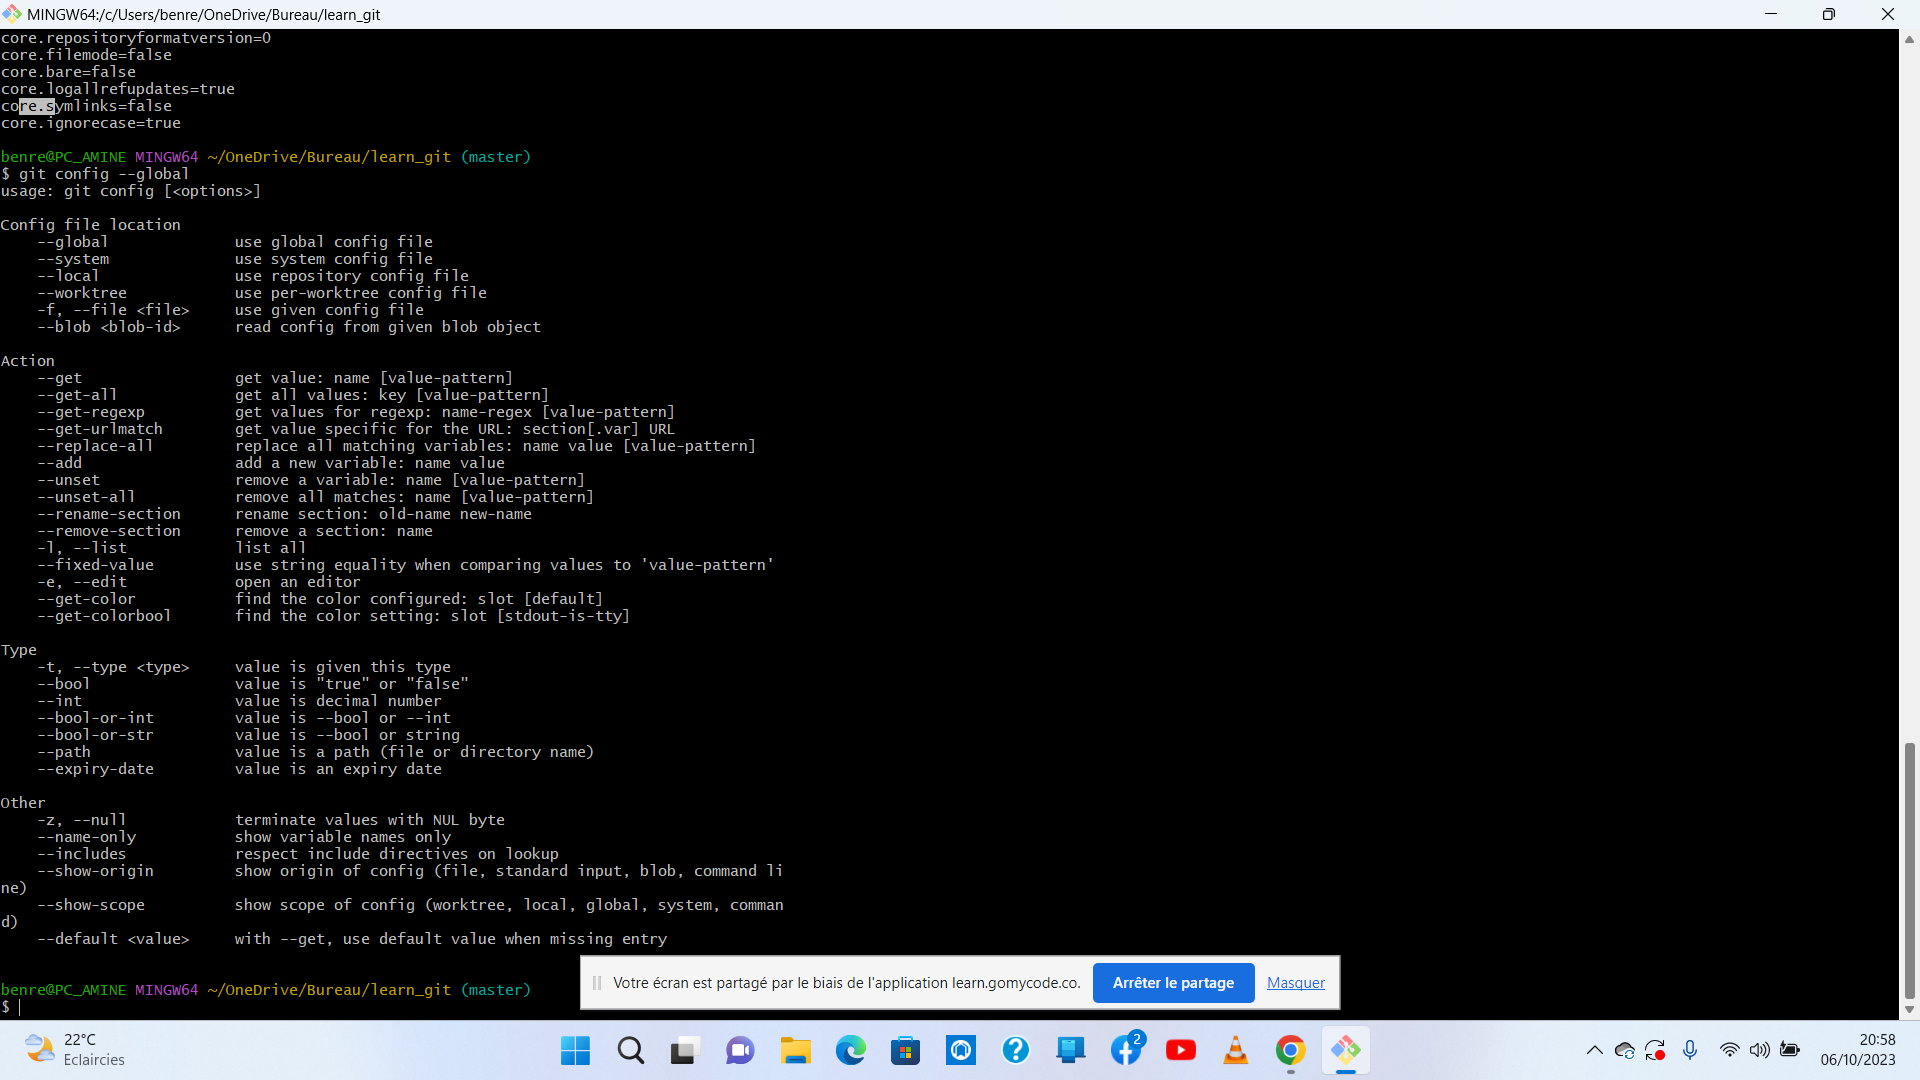 MINGW64:/c/Users/benre/OneDrive/Bureau/learn_git
core.repositoryformatversion=0
core.filemode=false
core.bare=false
core.logallrefupdates=true
core.symlinks=false
core.ignorecase=true
benre@PC_AMINE MINGW64 ~/OneDrive/Bureau/learn_git (master)
$ git config --global
usage: git config [<options>]
Config file location
--global use global config file
--system use system config file
--local use repository config file
--worktree use per-worktree config file
-f, --file <file> use given config file
--blob <blob-id> read config from given blob object
Action
--get get value: name [value-pattern]
--get-all get all values: key [value-pattern]
--get-regexp get values for regexp: name-regex [value-pattern]
--get-urlmatch get value specific for the URL: section[.var] URL
--replace-all replace all matching variables: name value [value-pattern]
--add add a new variable: name value
--unset remove a variable: name [value-pattern]
--unset-all remove all matches: name [value-pattern]
--rename-section rename section: old-name new-name
--remove-section remove a section: name
-l, --list list all
--fixed-value use string equality when comparing values to 'value-pattern'
-e, --edit open an editor
--get-color find the color configured: slot [default]
--get-colorbool find the color setting: slot [stdout-is-tty]
Type
-t, --type <type> value is given this type
--bool value is "true" or "false"
--int value is decimal number
--bool-or-int value is --bool or --int
--bool-or-str value is --bool or string
--path value is a path (file or directory name)
--expiry-date value is an expiry date
Other
-z, --null terminate values with NUL byte
--name-only show variable names only
--includes respect include directives on lookup
--show-origin show origin of config (file, standard input, blob, command li
ne)
--show-scope show scope of config (worktree, local, global, system, comman
d)
--default <value> with --get, use default value when missing entry
benre@PC_AMINE MINGW64 ~/OneDrive/Bureau/learn_git (master)
$
Votre écran est partagé par le biais de l'application learn.gomycode.co. Arrêter le partage Masquer
22°C
Eclaircies
2
20:58
06/10/2023